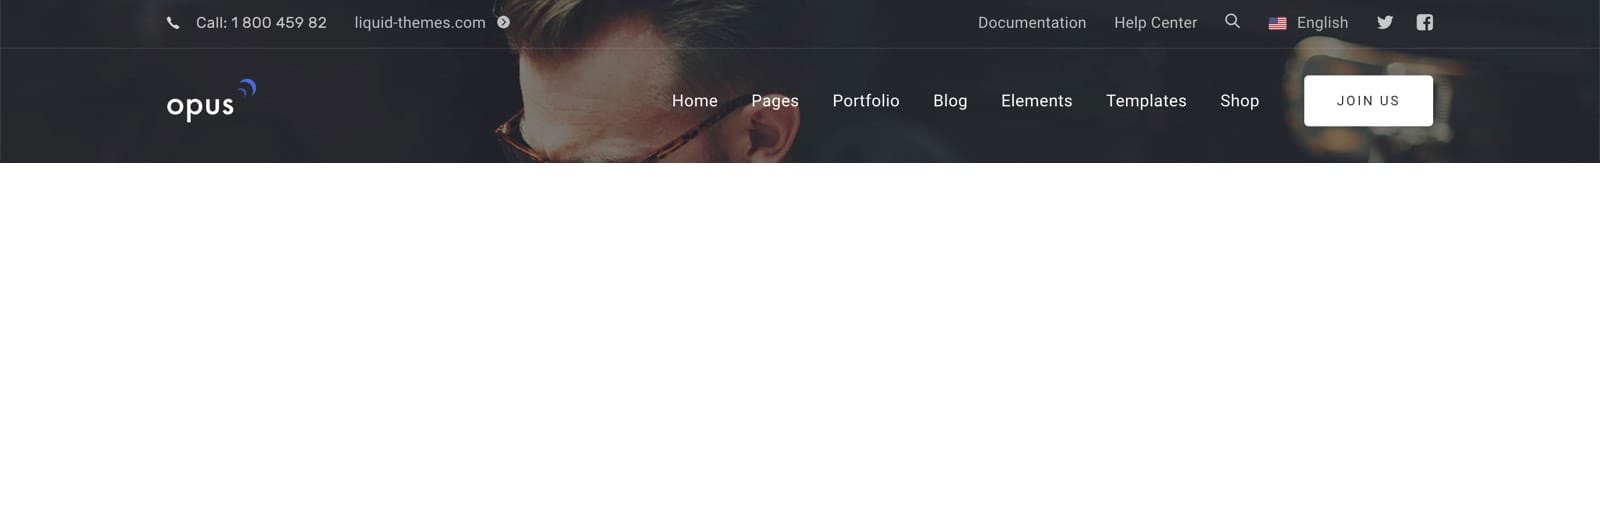 Call: 1 800 459 82 liquid-themes.com Documentation Help Center English
opus Home Pages Portfolio Blog Elements Templates Shop JOIN US